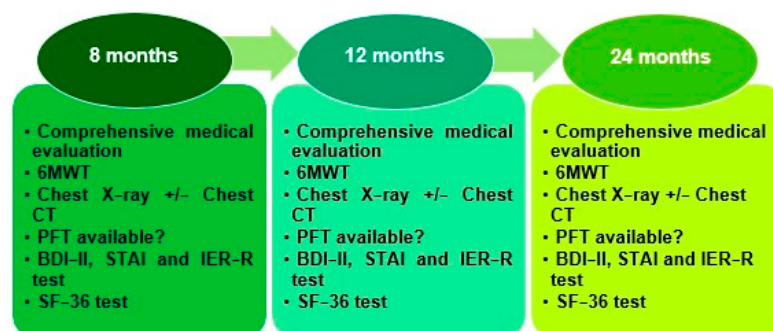 8 months
• Comprehensive medical
evaluation
• 6MWT
• Chest X-ray +/- Chest
CT
• PFT available?
• BDI-II, STAI and IER-R
test
• SF-36 test
12 months
• Comprehensive medical
evaluation
• 6MWT
• Chest X-ray +/- Chest
CT
• PFT available?
• BDI-II, STAI and IER-R
test
• SF-36 test
24 months
• Comprehensive medical
evaluation
• 6MWT
• Chest X-ray +/- Chest
CT
• PFT available?
• BDI-II, STAI and IER-R
test
• SF-36 test